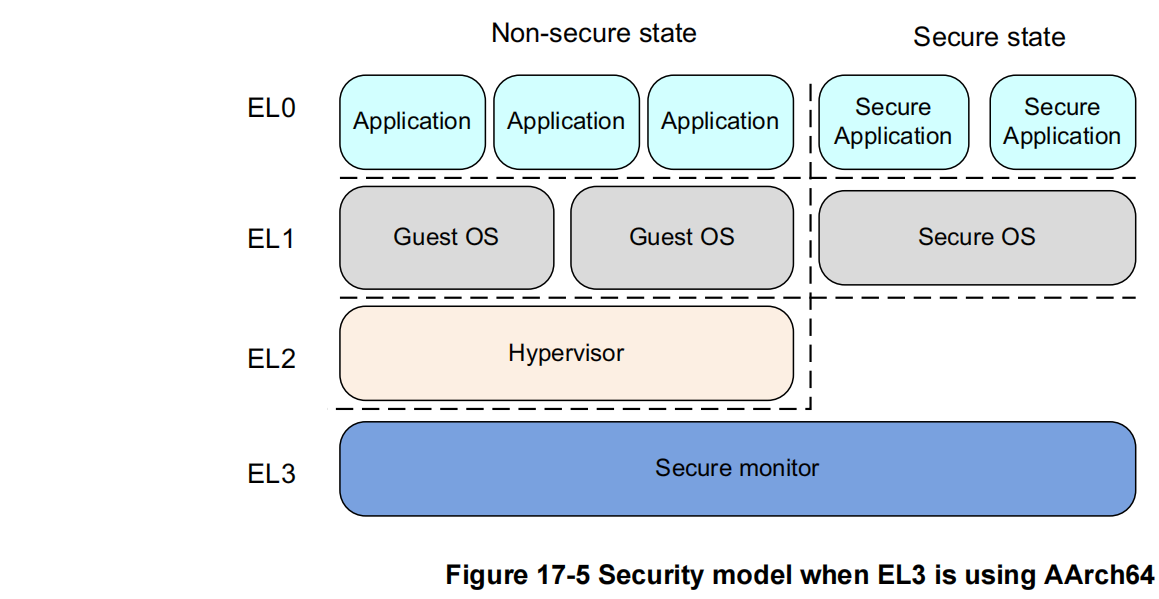 Non-secure state
Secure state
EL0
Application
Application
Application
Secure
Application
Secure
Application
EL1
Guest OS
Guest OS
Secure OS
EL2
Hypervisor
EL3
Secure monitor
Figure 17-5 Security model when EL3 is using AArch64